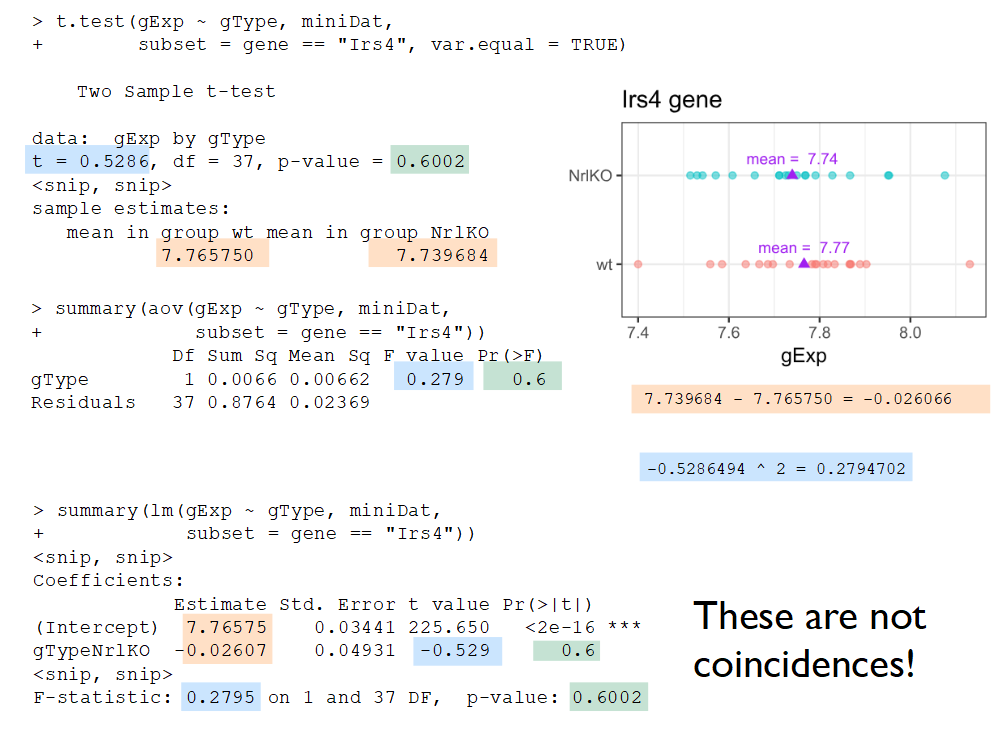 > t.test(gExp ~ gType, miniDat,
+        subset = gene == "Irs4", var.equal = TRUE)
Two Sample t-test
data:  gExp by gType
t = 0.5286, df = 37, p-value = 0.6002
<snip, snip>
sample estimates:
mean in group wt mean in group NrlKO
7.765750 7.739684
> summary(aov(gExp ~ gType, miniDat,
+             subset = gene == "Irs4"))
Df Sum Sq Mean Sq F value Pr(>F)
gType 1 0.0066 0.00662 0.279 0.6
Residuals 37 0.8764 0.02369
> summary(lm(gExp ~ gType, miniDat,
+            subset = gene == "Irs4"))
<snip, snip>
Coefficients:
Estimate Std. Error t value Pr(>|t|)
(Intercept) 7.76575 0.03441 225.650 <2e-16 ***
gTypeNrlKO -0.02607 0.04931 -0.529 0.6
<snip, snip>
F-statistic: 0.2795 on 1 and 37 DF,  p-value: 0.6002
Irs4 gene
mean = 7.74
NrlKO
mean = 7.77
wt
7.4 7.6 7.8 8.0
gExp
7.739684 - 7.765750 = -0.026066
-0.5286494 ^ 2 = 0.2794702
These are not
coincidences!